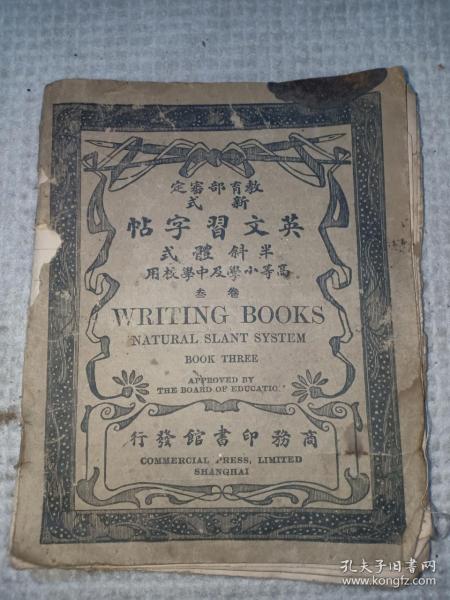 教育部審定
新式
英文習字帖
半斜體式
高等小學及中學校用
卷叁
WRITING BOOKS
NATURAL SLANT SYSTEM
BOOK THREE
APPROVED BY
THE BOARD OF EDUCATIO
商務印書館發行
COMMERCIAL PRESS, LIMITED
SHANGHAI
孔夫子旧书网
www.kongfz.com